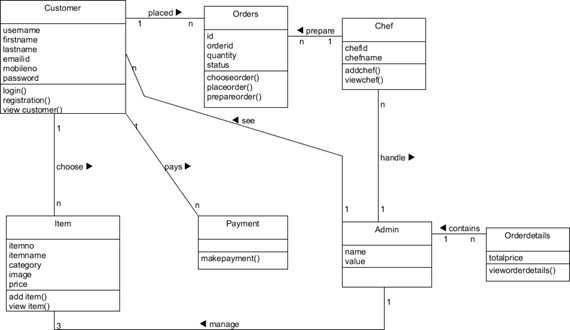 Customer
username
firstname
lastname
emailid
mobileno
password
login()
registration()
view customer()
placed ▶
1
n
Orders
id
orderid
quantity
status
chooseorder()
placeorder()
prepareorder()
◀ prepare
n
1
Chef
chefid
chefname
addchef()
viewchef()
n
◀ see
1
1
n
choose ▶
pays ▶
handle ▶
n
n
1
1
Item
itemno
itemname
category
image
price
add item()
view item()
Payment
makepayment()
Admin
name
value
◀ contains
1
n
Orderdetails
totalprice
vieworderdetails()
1
3
◀ manage